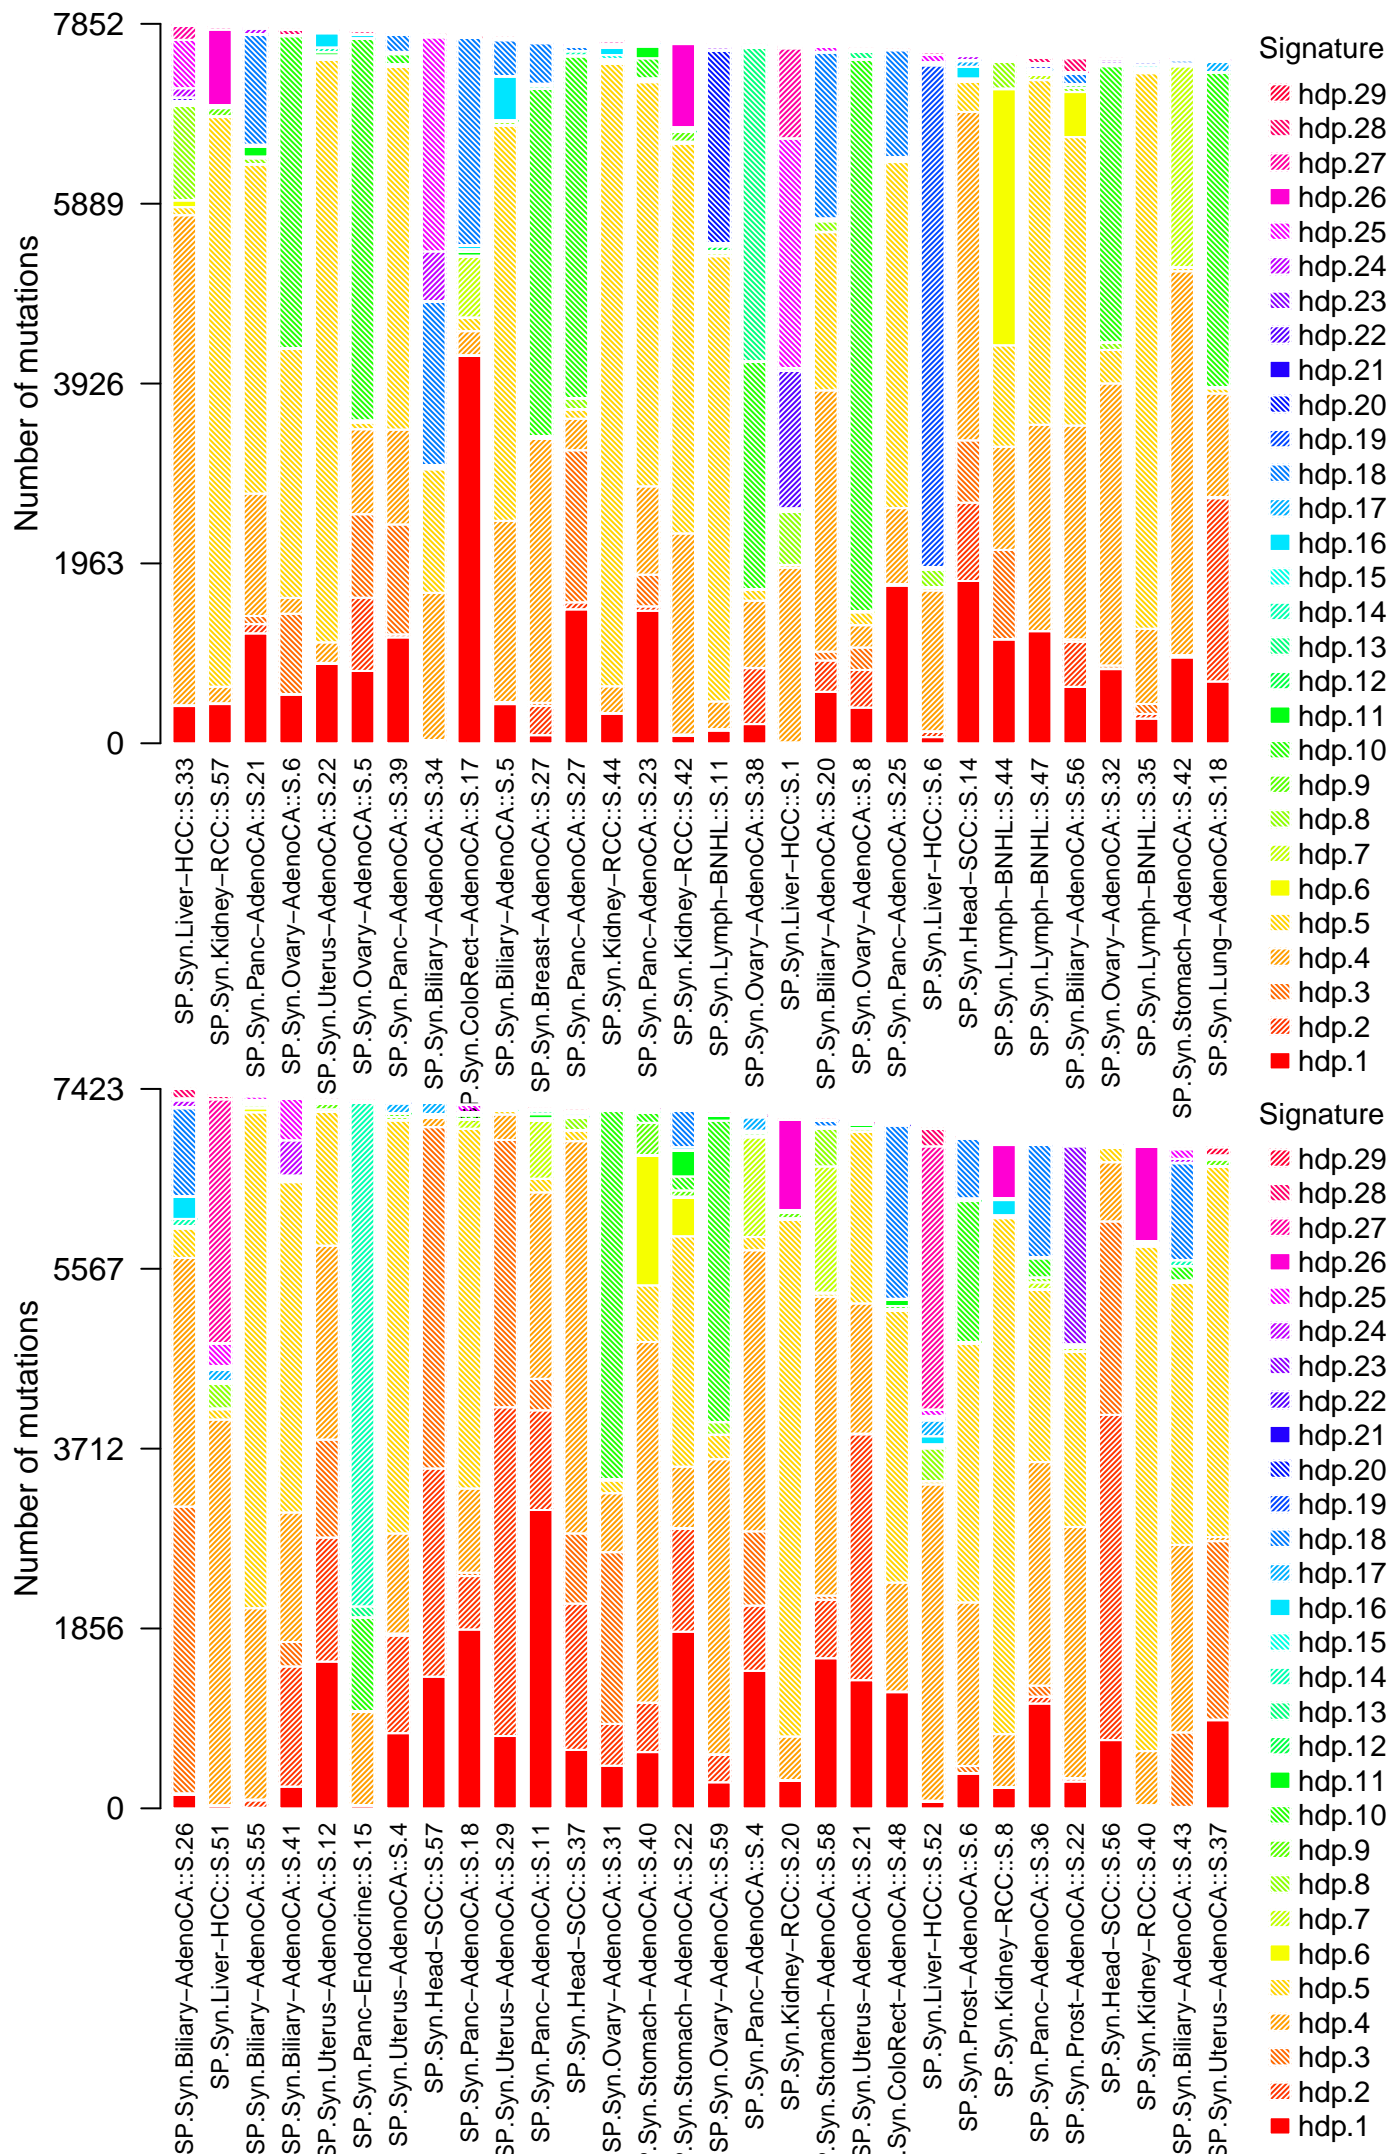 Number of mutations
7852
5889
3926
1963
0
SP.Syn.Liver−HCC::S.33
SP.Syn.Kidney−RCC::S.57
SP.Syn.Panc−AdenoCA::S.21
SP.Syn.Ovary−AdenoCA::S.6
SP.Syn.Uterus−AdenoCA::S.22
SP.Syn.Ovary−AdenoCA::S.5
SP.Syn.Panc−AdenoCA::S.39
SP.Syn.Biliary−AdenoCA::S.34
SP.Syn.ColoRect−AdenoCA::S.17
SP.Syn.Biliary−AdenoCA::S.5
SP.Syn.Breast−AdenoCA::S.27
SP.Syn.Panc−AdenoCA::S.27
SP.Syn.Kidney−RCC::S.44
SP.Syn.Panc−AdenoCA::S.23
SP.Syn.Kidney−RCC::S.42
SP.Syn.Lymph−BNHL::S.11
SP.Syn.Ovary−AdenoCA::S.38
SP.Syn.Liver−HCC::S.1
SP.Syn.Biliary−AdenoCA::S.20
SP.Syn.Ovary−AdenoCA::S.8
SP.Syn.Panc−AdenoCA::S.25
SP.Syn.Liver−HCC::S.6
SP.Syn.Head−SCC::S.14
SP.Syn.Lymph−BNHL::S.44
SP.Syn.Lymph−BNHL::S.47
SP.Syn.Biliary−AdenoCA::S.56
SP.Syn.Ovary−AdenoCA::S.32
SP.Syn.Lymph−BNHL::S.35
SP.Syn.Stomach−AdenoCA::S.42
SP.Syn.Lung−AdenoCA::S.18
Signature
hdp.29
hdp.28
hdp.27
hdp.26
hdp.25
hdp.24
hdp.23
hdp.22
hdp.21
hdp.20
hdp.19
hdp.18
hdp.17
hdp.16
hdp.15
hdp.14
hdp.13
hdp.12
hdp.11
hdp.10
hdp.9
hdp.8
hdp.7
hdp.6
hdp.5
hdp.4
hdp.3
hdp.2
hdp.1
Number of mutations
7423
5567
3712
1856
0
SP.Syn.Biliary−AdenoCA::S.26
SP.Syn.Liver−HCC::S.51
SP.Syn.Biliary−AdenoCA::S.55
SP.Syn.Biliary−AdenoCA::S.41
SP.Syn.Uterus−AdenoCA::S.12
SP.Syn.Panc−Endocrine::S.15
SP.Syn.Uterus−AdenoCA::S.4
SP.Syn.Head−SCC::S.57
SP.Syn.Panc−AdenoCA::S.18
SP.Syn.Uterus−AdenoCA::S.29
SP.Syn.Panc−AdenoCA::S.11
SP.Syn.Head−SCC::S.37
SP.Syn.Ovary−AdenoCA::S.31
.Syn.Stomach−AdenoCA::S.40
.Syn.Stomach−AdenoCA::S.22
SP.Syn.Ovary−AdenoCA::S.59
SP.Syn.Panc−AdenoCA::S.4
SP.Syn.Kidney−RCC::S.20
.Syn.Stomach−AdenoCA::S.58
SP.Syn.Uterus−AdenoCA::S.21
.Syn.ColoRect−AdenoCA::S.48
SP.Syn.Liver−HCC::S.52
SP.Syn.Prost−AdenoCA::S.6
SP.Syn.Kidney−RCC::S.8
SP.Syn.Panc−AdenoCA::S.36
SP.Syn.Prost−AdenoCA::S.22
SP.Syn.Head−SCC::S.56
SP.Syn.Kidney−RCC::S.40
SP.Syn.Biliary−AdenoCA::S.43
SP.Syn.Uterus−AdenoCA::S.37
Signature
hdp.29
hdp.28
hdp.27
hdp.26
hdp.25
hdp.24
hdp.23
hdp.22
hdp.21
hdp.20
hdp.19
hdp.18
hdp.17
hdp.16
hdp.15
hdp.14
hdp.13
hdp.12
hdp.11
hdp.10
hdp.9
hdp.8
hdp.7
hdp.6
hdp.5
hdp.4
hdp.3
hdp.2
hdp.1